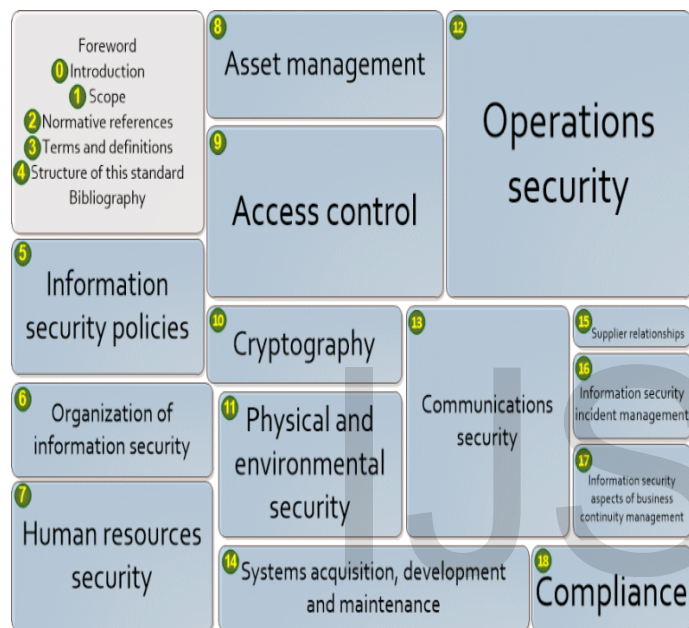 Foreword
0 Introduction
1 Scope
2 Normative references
3 Terms and definitions
4 Structure of this standard
Bibliography
5
Information
security policies
6
Organization of
information security
7
Human resources
security
8
Asset management
9
Access control
10
Cryptography
11
Physical and
environmental
security
12
Operations
security
13
Communications
security
14
Systems acquisition, development
and maintenance
15
Supplier relationships
16
Information security
incident management
17
Information security
aspects of business
continuity management
18
Compliance
IJS